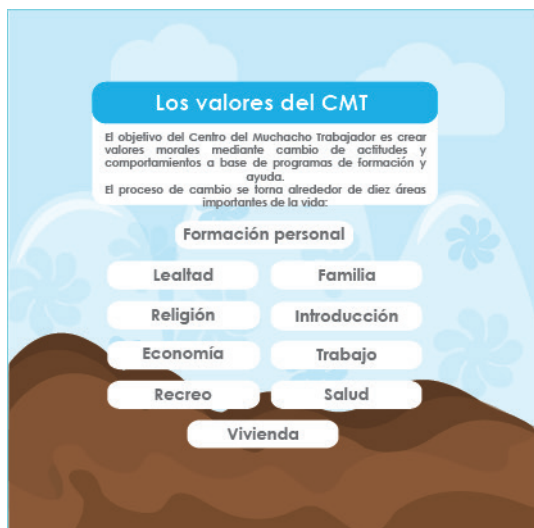 Los valores del CMT
El objetivo del Centro del Muchacho Trabajador es crear
valores morales mediante cambio de actitudes y
comportamientos a base de programas de formación y
ayuda.
El proceso de cambio se torna alrededor de diez áreas
importantes de la vida:
Formación personal
Lealtad
Familia
Religión
Introducción
Economía
Trabajo
Recreo
Salud
Vivienda